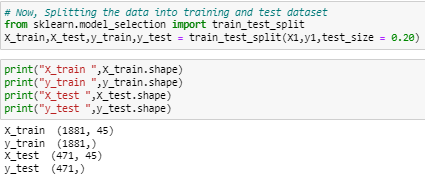 # Now, Splitting the data into training and test dataset
from sklearn.model_selection import train_test_split
X_train,X_test,y_train,y_test = train_test_split(X1,y1,test_size = 0.20)
print("X_train ",X_train.shape)
print("y_train ",y_train.shape)
print("X_test ",X_test.shape)
print("y_test ",y_test.shape)
X_train  (1881, 45)
y_train  (1881,)
X_test  (471, 45)
y_test  (471,)